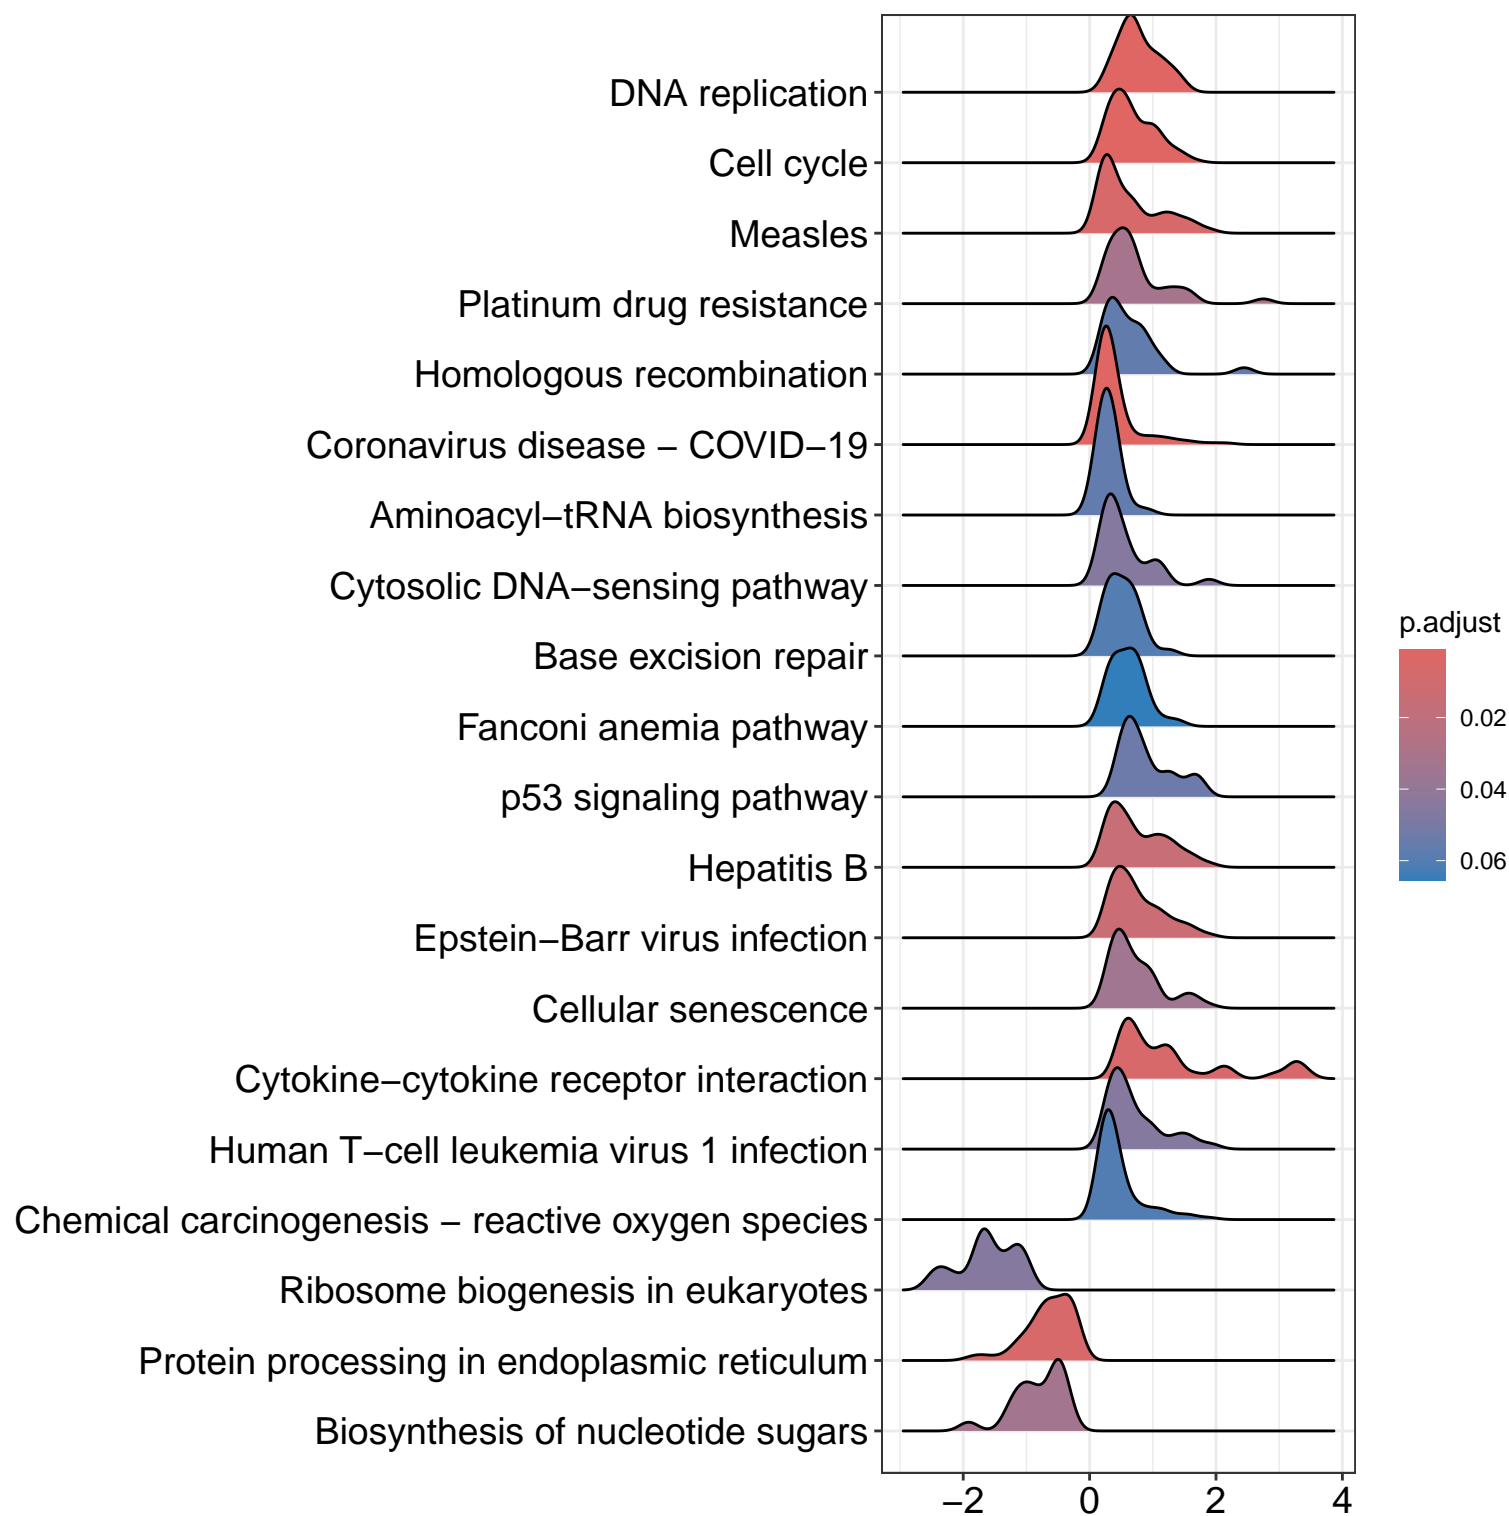 DNA replication
Cell cycle
Measles
Platinum drug resistance
Homologous recombination
Coronavirus disease − COVID−19
Aminoacyl−tRNA biosynthesis
Cytosolic DNA−sensing pathway
Base excision repair
Fanconi anemia pathway
p53 signaling pathway
Hepatitis B
Epstein−Barr virus infection
Cellular senescence
Cytokine−cytokine receptor interaction
Human T−cell leukemia virus 1 infection
Chemical carcinogenesis − reactive oxygen species
Ribosome biogenesis in eukaryotes
Protein processing in endoplasmic reticulum
Biosynthesis of nucleotide sugars
−2 0 2 4
p.adjust
0.02
0.04
0.06